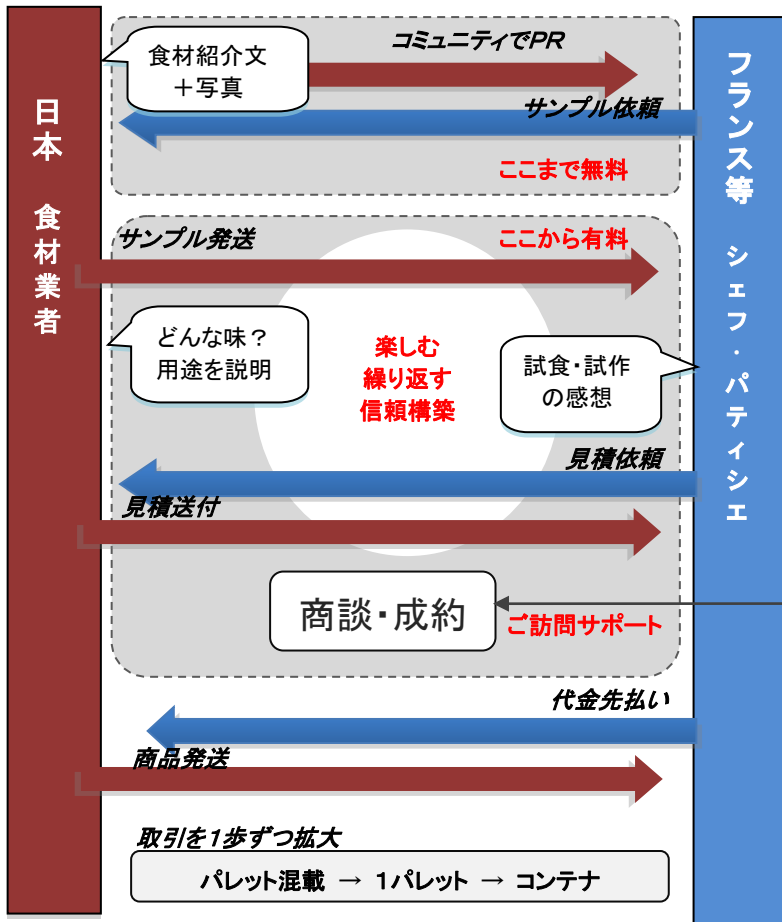 日本 食材業者
食材紹介文
＋写真
コミュニティでPR
サンプル依頼
ここまで無料
サンプル発送
ここから有料
どんな味？
用途を説明
楽しむ
繰り返す
信頼構築
試食・試作
の感想
見積依頼
見積送付
商談・成約
ご訪問サポート
代金先払い
商品発送
取引を1歩ずつ拡大
パレット混載 → 1パレット → コンテナ
フランス等 シェフ・パティシエ